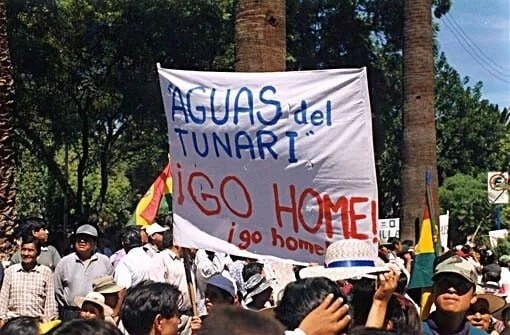 "AGUAS del
TUNARI"
¡GO HOME!
¡go home